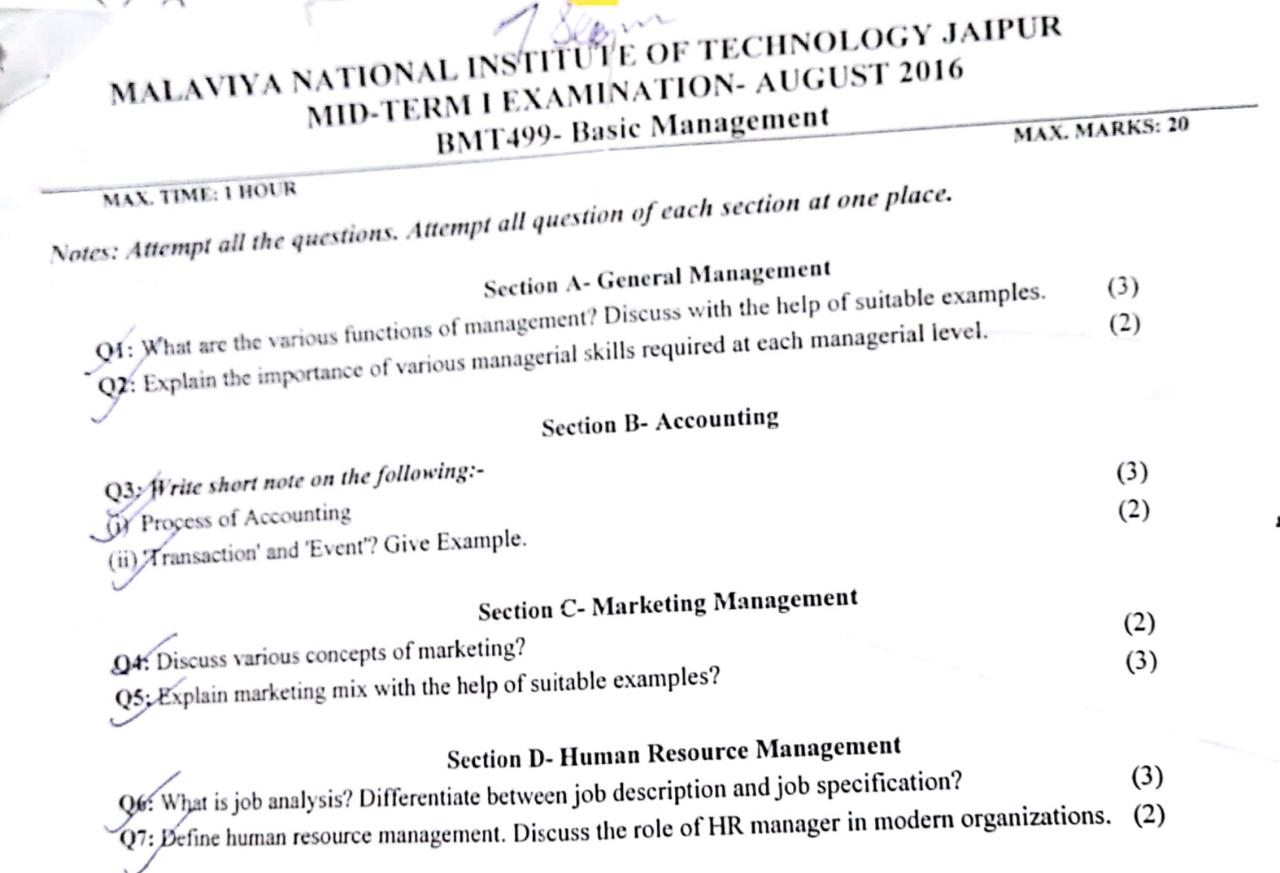 MALAVIYA NATIONAL INSTITUTE OF TECHNOLOGY JAIPUR
MID-TERM I EXAMINATION- AUGUST 2016
BMT499- Basic Management
MAX. TIME: 1 HOUR MAX. MARKS: 20
Notes: Attempt all the questions. Attempt all question of each section at one place.
Section A- General Management
Q1: What are the various functions of management? Discuss with the help of suitable examples. (3)
Q2: Explain the importance of various managerial skills required at each managerial level. (2)
Section B- Accounting
Q3: Write short note on the following:-
(i) Process of Accounting (3)
(ii) 'Transaction' and 'Event'? Give Example. (2)
Section C- Marketing Management
Q4: Discuss various concepts of marketing? (2)
Q5: Explain marketing mix with the help of suitable examples? (3)
Section D- Human Resource Management
Q6: What is job analysis? Differentiate between job description and job specification? (3)
Q7: Define human resource management. Discuss the role of HR manager in modern organizations. (2)